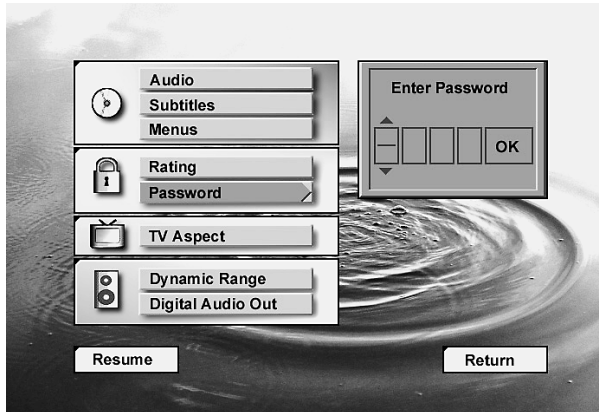 Audio
Subtitles
Menus
Rating
Password
TV Aspect
Dynamic Range
Digital Audio Out
Enter Password
OK
Resume
Return